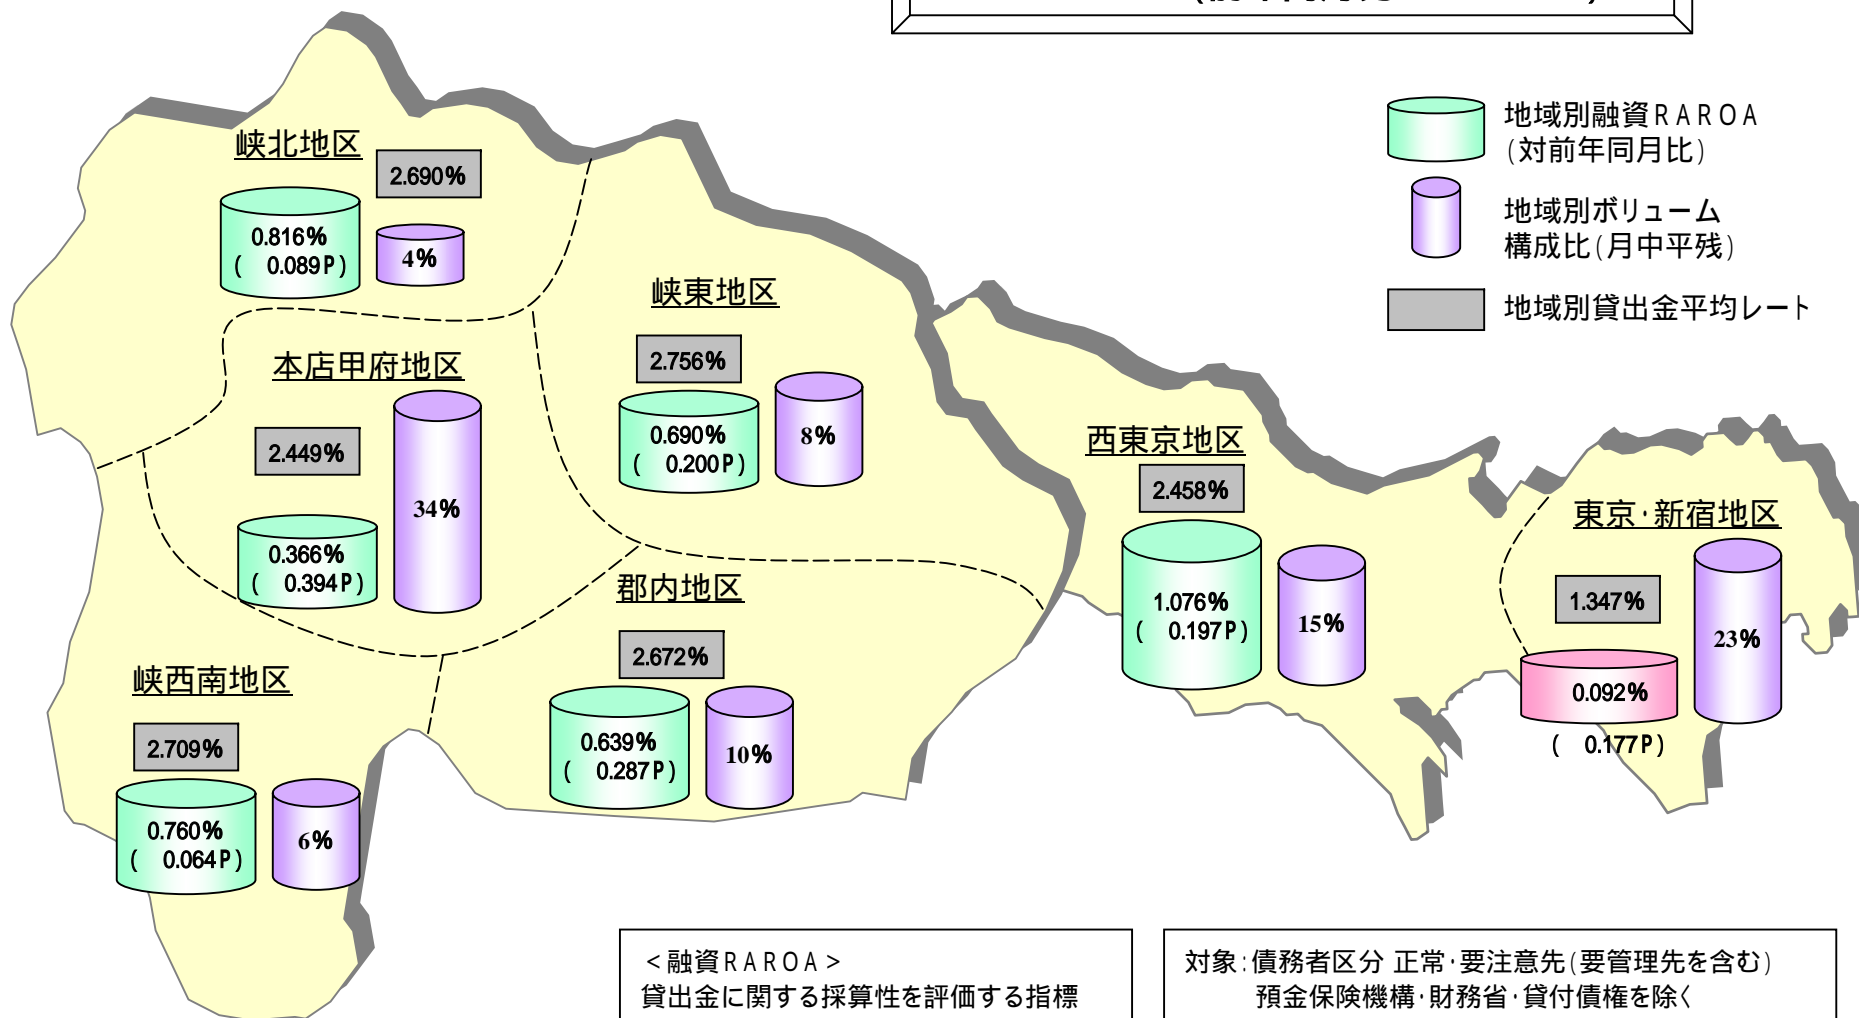 地域別融資RAROA
(対前年同月比)
地域別ボリューム
構成比(月中平残)
地域別貸出金平均レート
峡北地区
2.690%
0.816%
( 0.089P)
4%
峡東地区
2.756%
0.690%
( 0.200P)
8%
本店甲府地区
2.449%
34%
0.366%
( 0.394P)
西東京地区
2.458%
1.076%
( 0.197P)
15%
東京・新宿地区
1.347%
23%
0.092%
( 0.177P)
郡内地区
2.672%
0.639%
( 0.287P)
10%
峡西南地区
2.709%
0.760%
( 0.064P)
6%
<融資RAROA>
貸出金に関する採算性を評価する指標
対象:債務者区分 正常・要注意先(要管理先を含む)
預金保険機構・財務省・貸付債権を除く